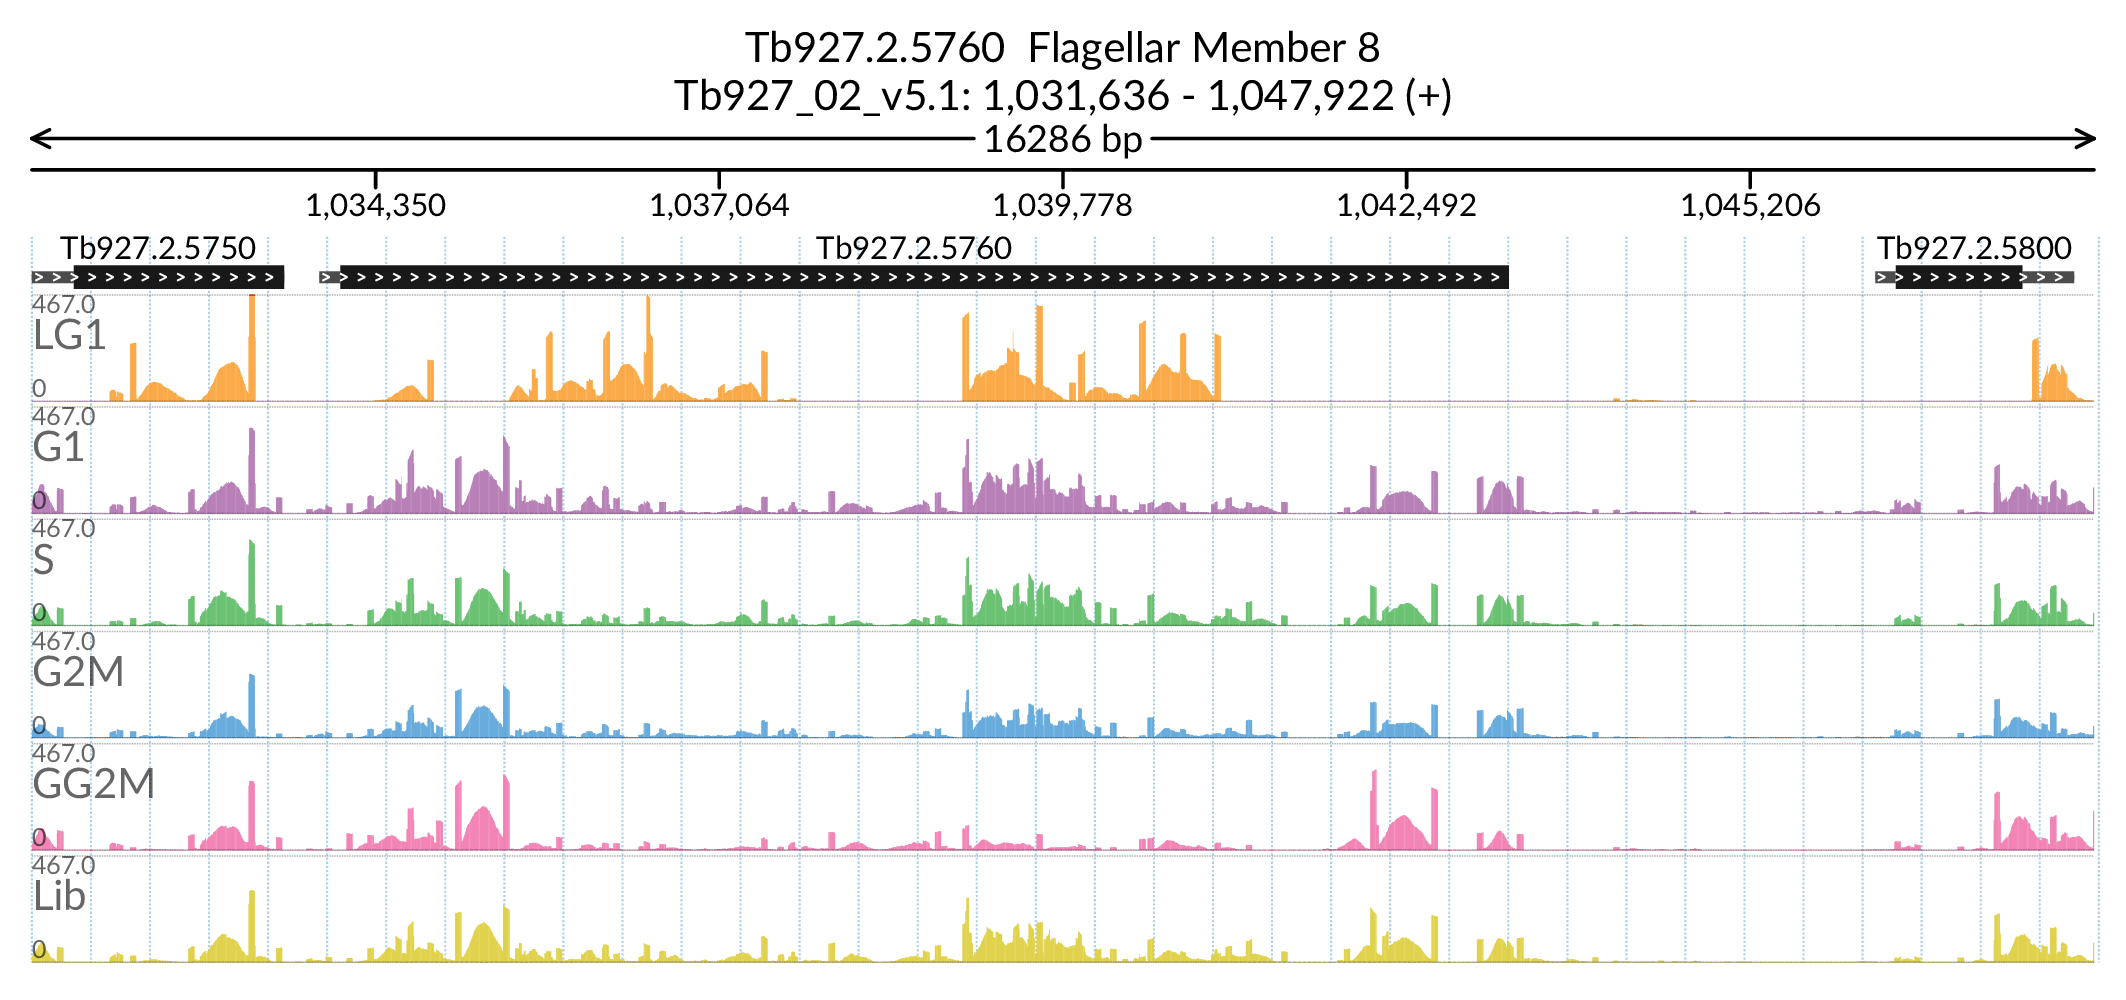 Tb927.2.5760  Flagellar Member 8
Tb927_02_v5.1: 1,031,636 - 1,047,922 (+)
16286 bp
1,034,350 1,037,064 1,039,778 1,042,492 1,045,206
Tb927.2.5750 Tb927.2.5760 Tb927.2.5800
467.0
LG1
0
467.0
G1
0
467.0
S
0
467.0
G2M
0
467.0
GG2M
0
467.0
Lib
0